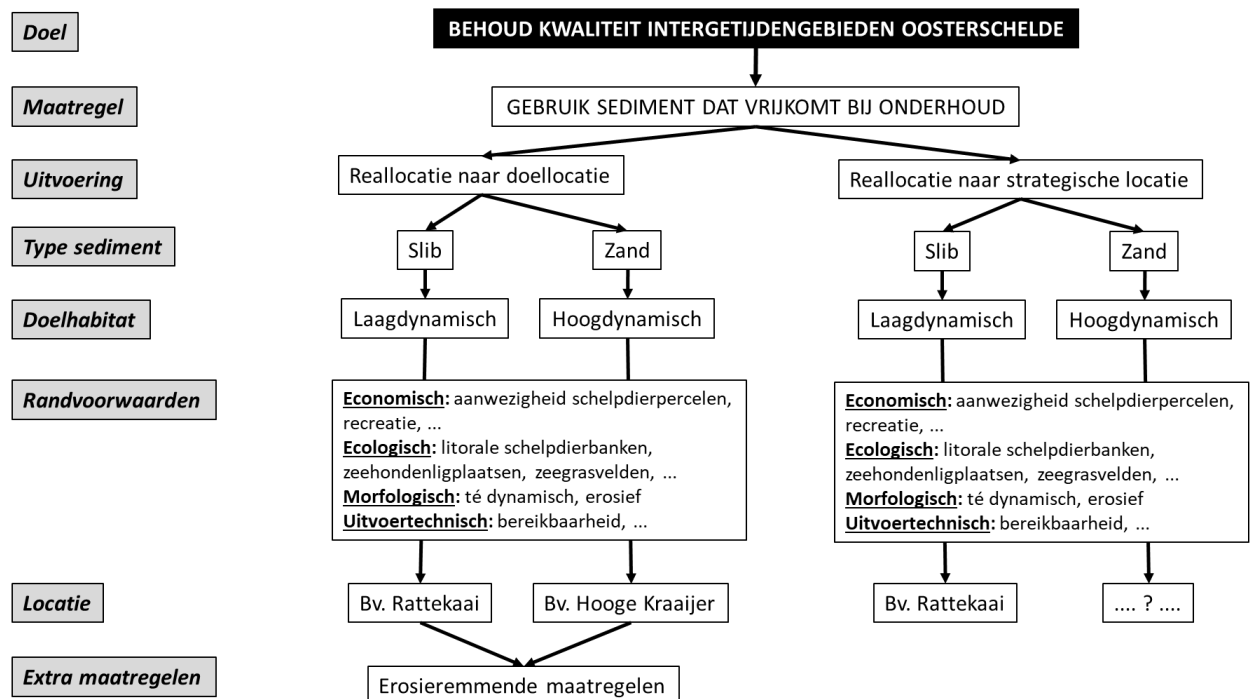 Doel
BEHOUD KWALITEIT INTERGETIJDENGEBIEDEN OOSTERSCHELDE
Maatregel
GEBRUIK SEDIMENT DAT VRIJKOMT BIJ ONDERHOUD
Uitvoering
Reallocatie naar doellocatie
Reallocatie naar strategische locatie
Type sediment
Slib
Zand
Slib
Zand
Doelhabitat
Laagdynamisch
Hoogdynamisch
Laagdynamisch
Hoogdynamisch
Randvoorwaarden
Economisch: aanwezigheid schelpdierpercelen,
recreatie, ...
Ecologisch: litorale schelpdierbanken,
zeehondenligplaatsen, zeegrasvelden, ...
Morfologisch: té dynamisch, erosief
Uitvoertechnisch: bereikbaarheid, ...
Economisch: aanwezigheid schelpdierpercelen,
recreatie, ...
Ecologisch: litorale schelpdierbanken,
zeehondenligplaatsen, zeegrasvelden, ...
Morfologisch: té dynamisch, erosief
Uitvoertechnisch: bereikbaarheid, ...
Locatie
Bv. Rattekaai
Bv. Hooge Kraaijer
Bv. Rattekaai
.... ? ....
Extra maatregelen
Erosieremmende maatregelen